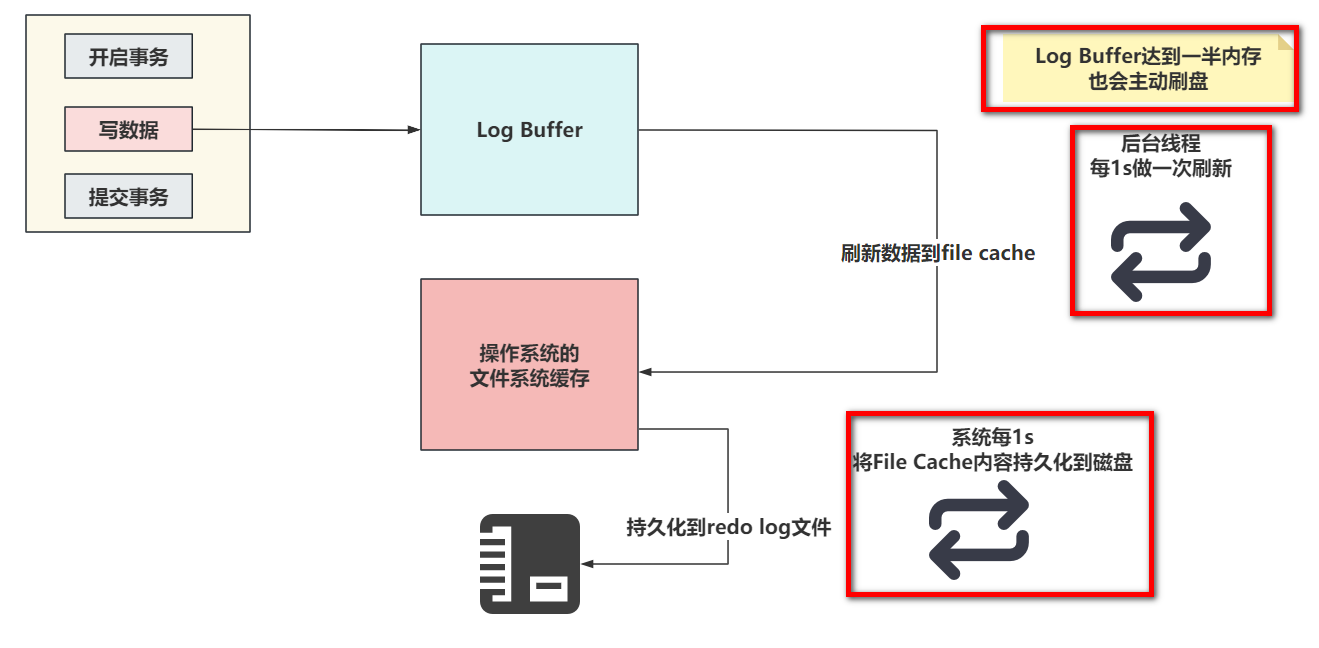 开启事务
写数据
提交事务
Log Buffer
Log Buffer达到一半内存
也会主动刷盘
后台线程
每1s做一次刷新
刷新数据到file cache
操作系统的
文件系统缓存
系统每1s
将File Cache内容持久化到磁盘
持久化到redo log文件